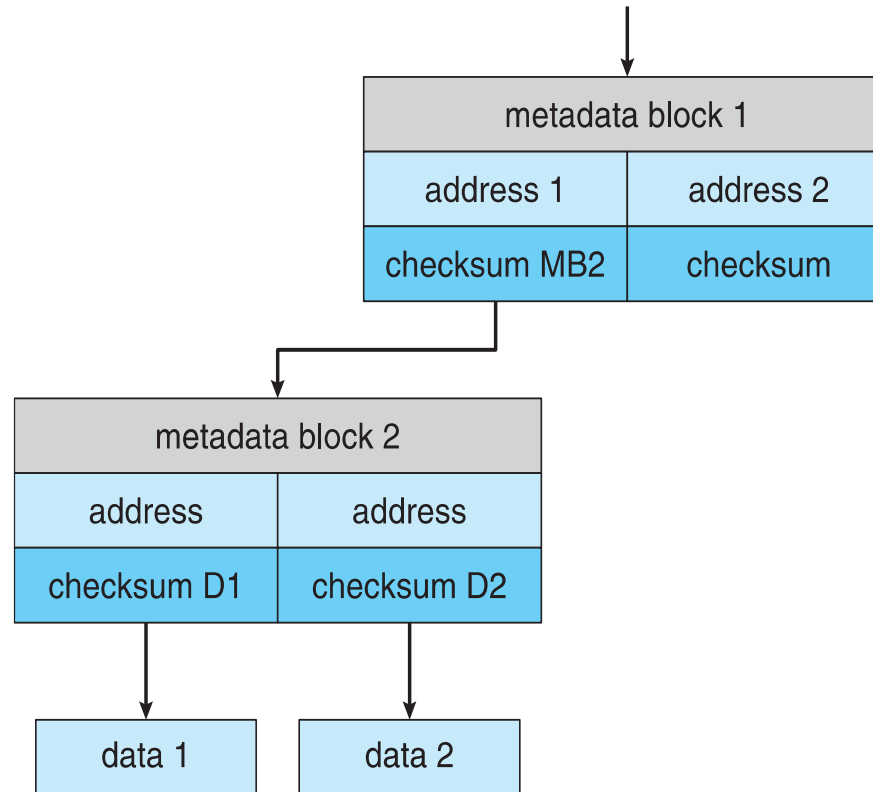 metadata block 1
address 1 address 2
checksum MB2 checksum
metadata block 2
address address
checksum D1 checksum D2
data 1 data 2